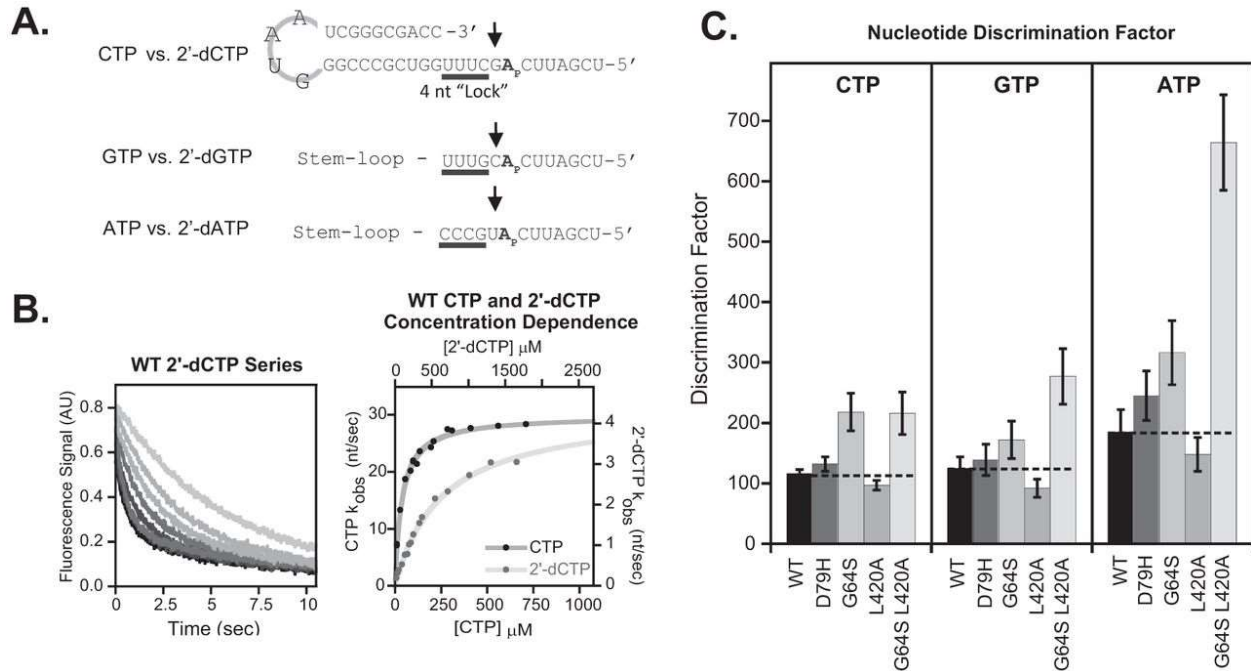 A.
CTP vs. 2'-dCTP
A A U G
UCGGGCGACC-3'
GGCCCGCUGGUUUCGAPCUUAGCU-5'
4 nt "Lock"
GTP vs. 2'-dGTP
Stem-loop - UUUGCAPCUUAGCU-5'
ATP vs. 2'-dATP
Stem-loop - CCCGUAPCUUAGCU-5'
B.
WT 2'-dCTP Series
Fluorescence Signal (AU)
0.8
0.6
0.4
0.2
0.0
0 2.5 5 7.5 10
Time (sec)
WT CTP and 2'-dCTP
Concentration Dependence
[2'-dCTP] µM
0 500 1000 1500 2000 2500
CTP kobs (nt/sec)
30
20
10
0
4
3
2
1
0
2'-dCTP kobs (nt/sec)
CTP
2'-dCTP
0 250 500 750 1000
[CTP] µM
C.
Nucleotide Discrimination Factor
CTP GTP ATP
Discrimination Factor
700
600
500
400
300
200
100
0
WT D79H G64S L420A G64S L420A
WT D79H G64S L420A G64S L420A
WT D79H G64S L420A G64S L420A